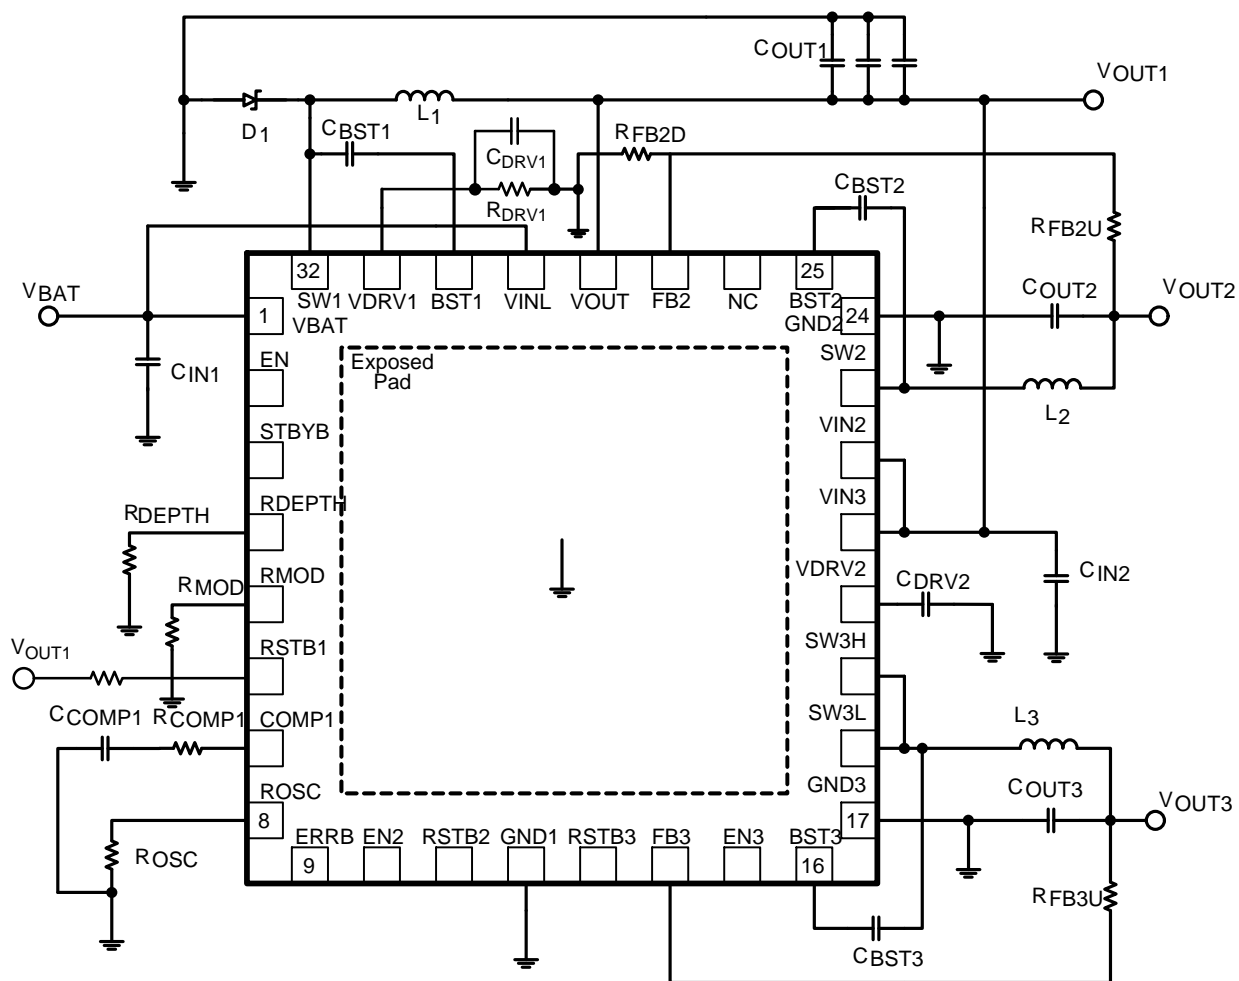 COUT1
VOUT1
D1
L1
CBST1
CDRV1
RDRV1
RFB2D
CBST2
RFB2U
VBAT
32
25
SW1
VDRV1
BST1
VINL
VOUT
FB2
NC
BST2
COUT2
VOUT2
1
VBAT
GND2
24
CIN1
EN
Exposed
Pad
SW2
L2
STBYB
VIN2
RDEPTH
RDEPTH
VIN3
RMOD
RMOD
VDRV2
CDRV2
CIN2
VOUT1
RSTB1
SW3H
CCOMP1
RCOMP1
COMP1
SW3L
L3
ROSC
GND3
COUT3
VOUT3
8
17
ROSC
ERRB
EN2
RSTB2
GND1
RSTB3
FB3
EN3
BST3
9
16
RFB3U
CBST3